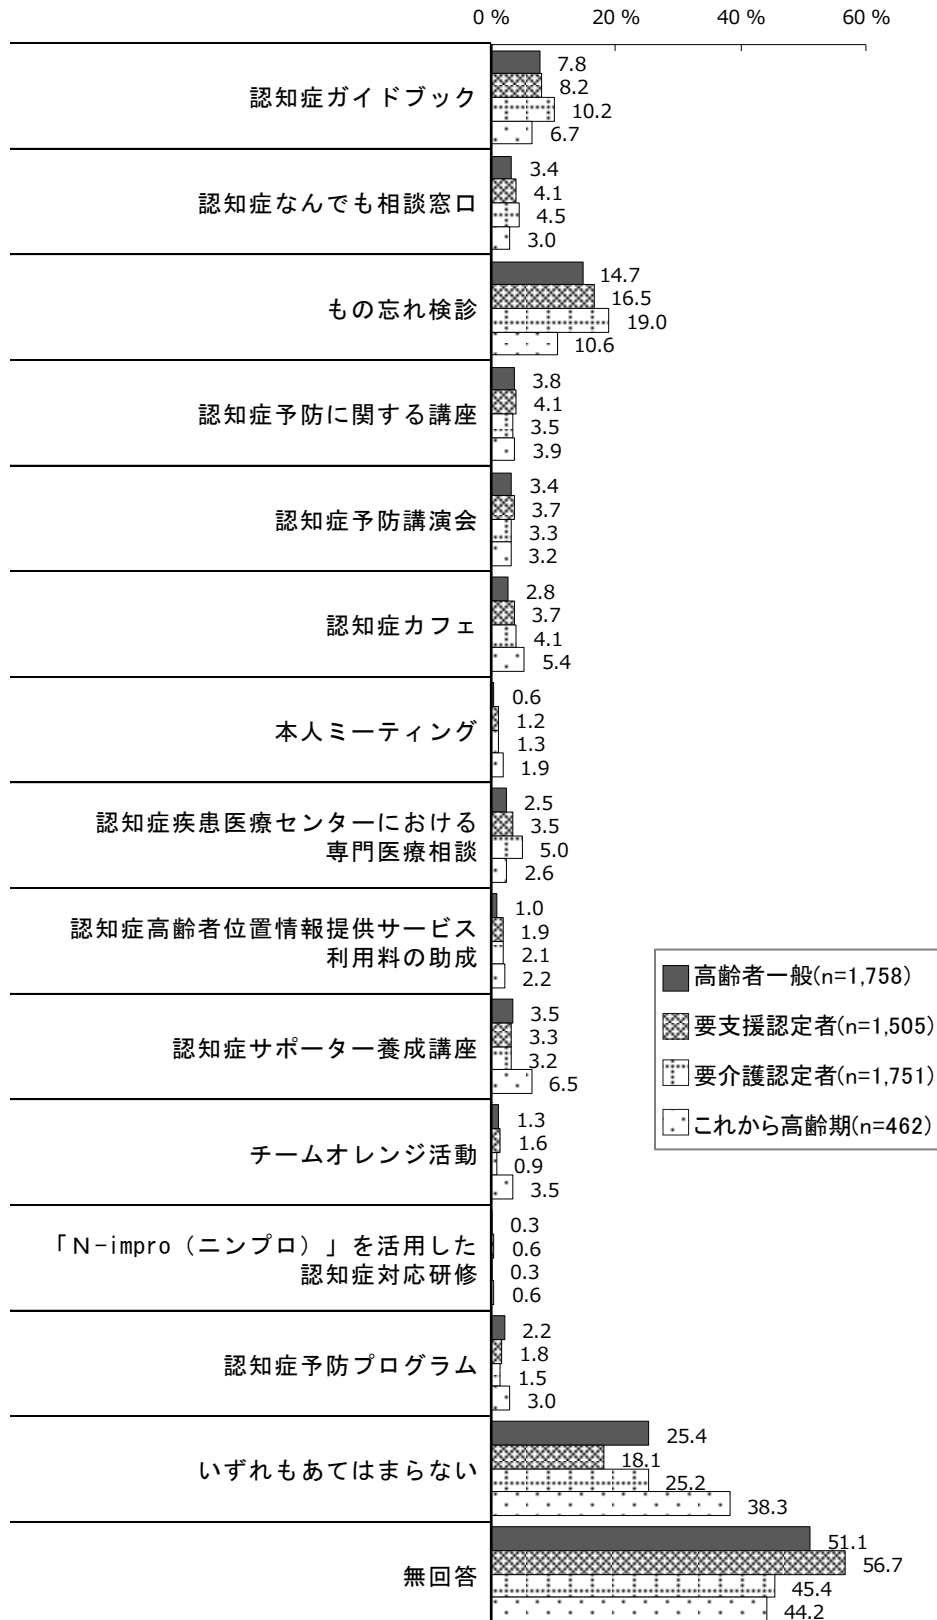 0 % 20 % 40 % 60 %
認知症ガイドブック
7.8
8.2
10.2
6.7
認知症なんでも相談窓口
3.4
4.1
4.5
3.0
もの忘れ検診
14.7
16.5
19.0
10.6
認知症予防に関する講座
3.8
4.1
3.5
3.9
認知症予防講演会
3.4
3.7
3.3
3.2
認知症カフェ
2.8
3.7
4.1
5.4
本人ミーティング
0.6
1.2
1.3
1.9
認知症疾患医療センターにおける
専門医療相談
2.5
3.5
5.0
2.6
認知症高齢者位置情報提供サービス
利用料の助成
1.0
1.9
2.1
2.2
認知症サポーター養成講座
3.5
3.3
3.2
6.5
チームオレンジ活動
1.3
1.6
0.9
3.5
「N-impro（ニンプロ）」を活用した
認知症対応研修
0.3
0.6
0.3
0.6
認知症予防プログラム
2.2
1.8
1.5
3.0
いずれもあてはまらない
25.4
18.1
25.2
38.3
無回答
51.1
56.7
45.4
44.2
高齢者一般(n=1,758)
要支援認定者(n=1,505)
要介護認定者(n=1,751)
これから高齢期(n=462)